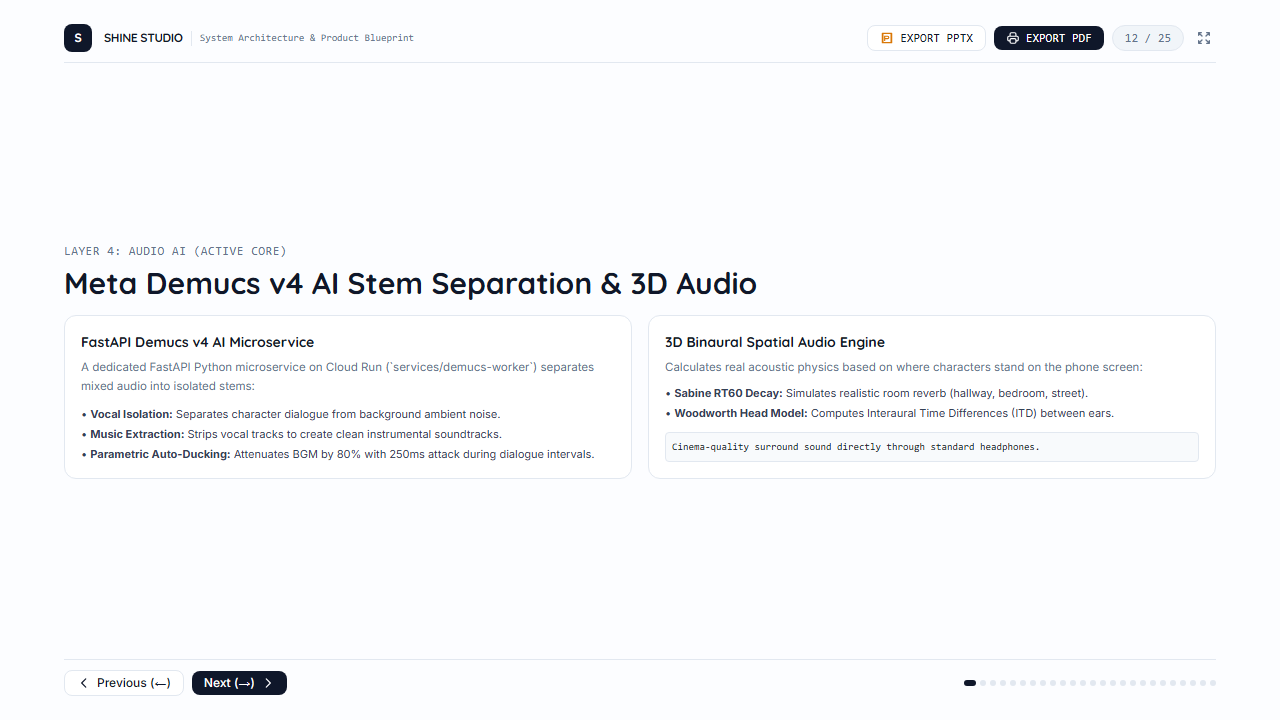 S
SHINE STUDIO
System Architecture & Product Blueprint
EXPORT PPTX
EXPORT PDF
12 / 25
LAYER 4: AUDIO AI (ACTIVE CORE)
Meta Demucs v4 AI Stem Separation & 3D Audio
FastAPI Demucs v4 AI Microservice
A dedicated FastAPI Python microservice on Cloud Run (`services/demucs-worker`) separates
mixed audio into isolated stems:
• Vocal Isolation: Separates character dialogue from background ambient noise.
• Music Extraction: Strips vocal tracks to create clean instrumental soundtracks.
• Parametric Auto-Ducking: Attenuates BGM by 80% with 250ms attack during dialogue intervals.
3D Binaural Spatial Audio Engine
Calculates real acoustic physics based on where characters stand on the phone screen:
• Sabine RT60 Decay: Simulates realistic room reverb (hallway, bedroom, street).
• Woodworth Head Model: Computes Interaural Time Differences (ITD) between ears.
Cinema-quality surround sound directly through standard headphones.
Previous (←)
Next (→)